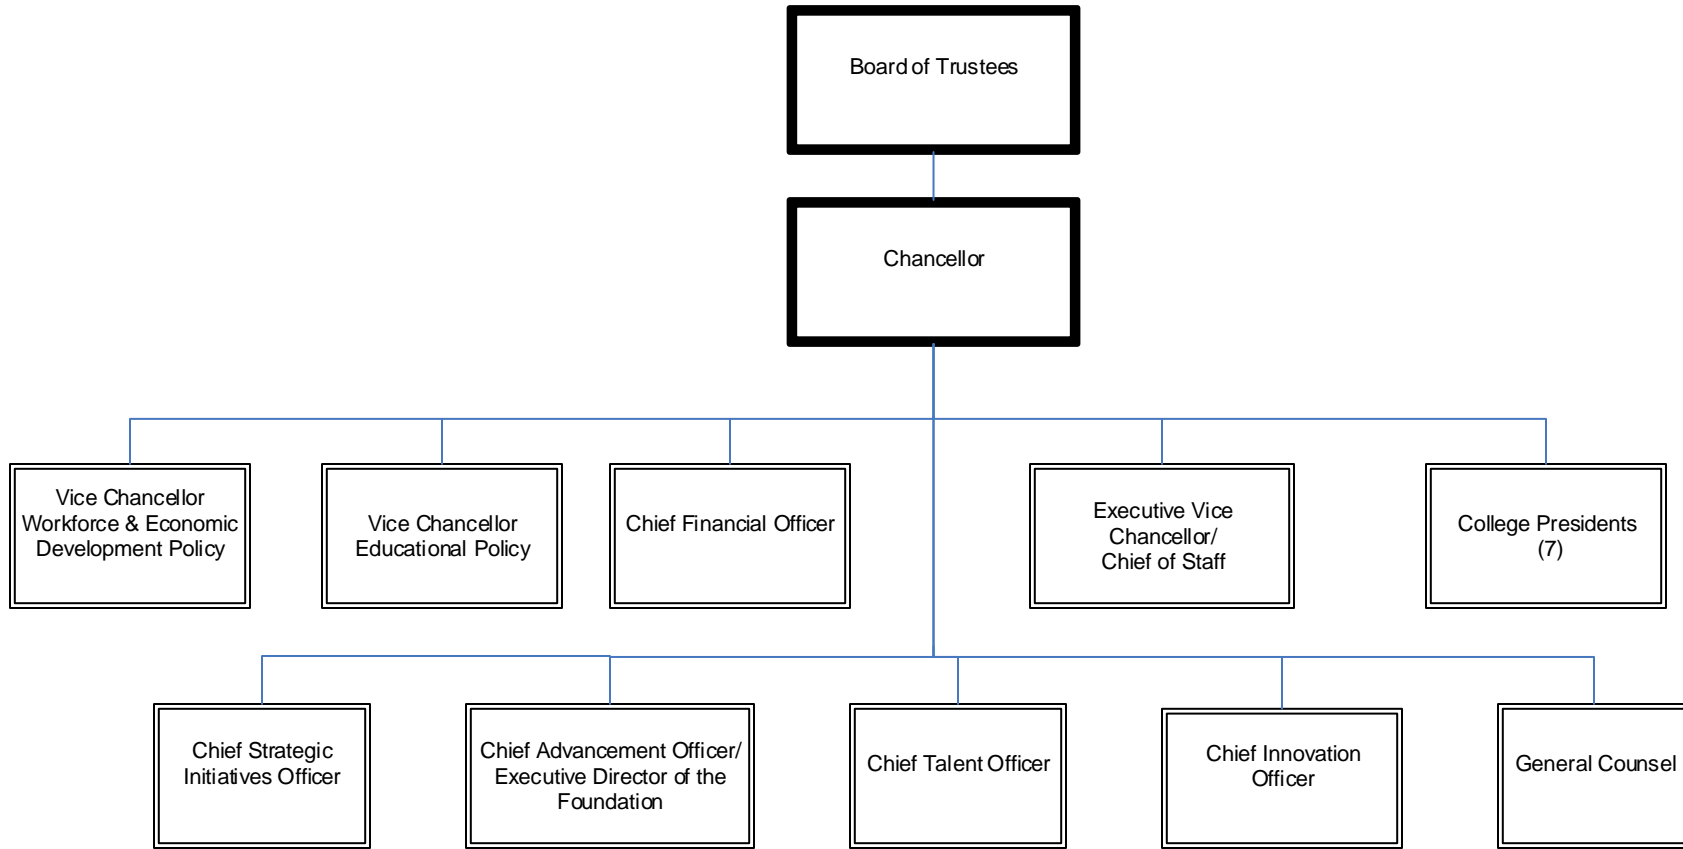 Board of Trustees
Chancellor
Vice Chancellor
Workforce & Economic
Development Policy
Vice Chancellor
Educational Policy
Chief Financial Officer
Executive Vice
Chancellor/
Chief of Staff
College Presidents
(7)
Chief Strategic
Initiatives Officer
Chief Advancement Officer/
Executive Director of the
Foundation
Chief Talent Officer
Chief Innovation
Officer
General Counsel